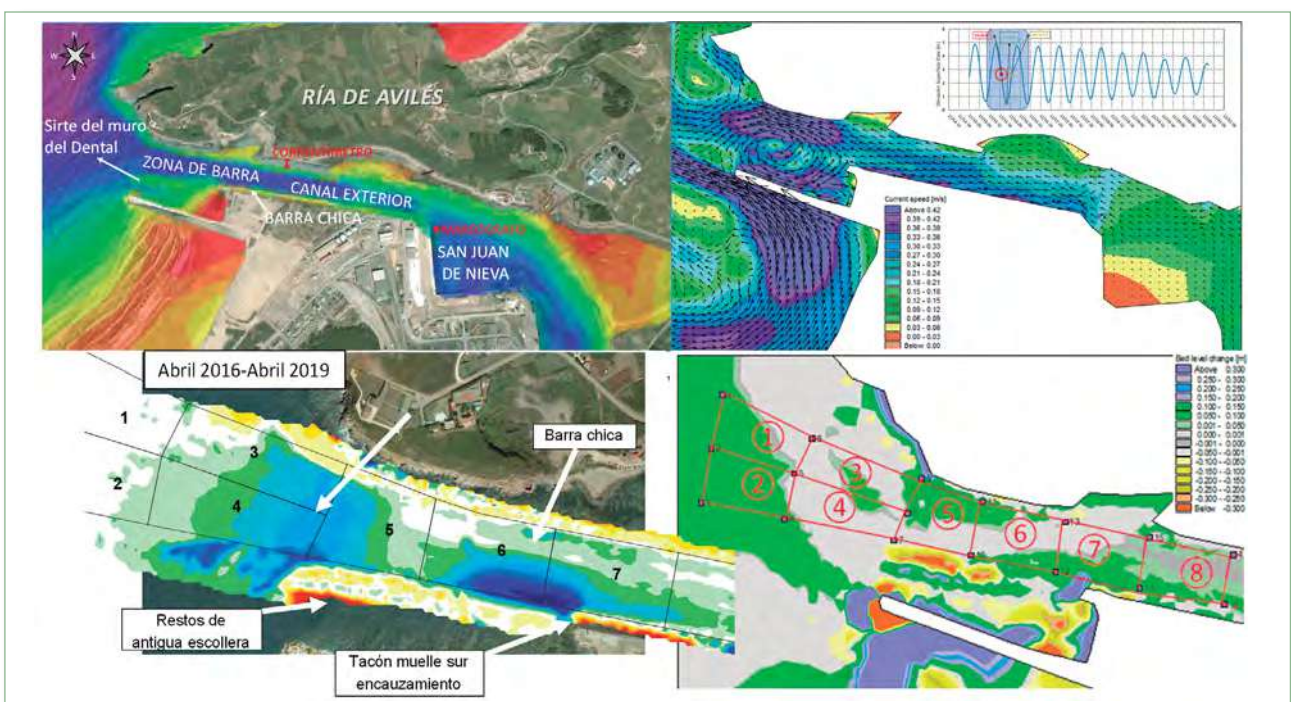 N
W E
S
RÍA DE AVILÉS
Sirte del muro
del Dental
CORRENTÍMETRO
ZONA DE BARRA
CANAL EXTERIOR
BARRA CHICA
SAN JUAN
DE NIEVA
Current speed [m/s]
Above 0.42
0.39 - 0.42
0.36 - 0.39
0.33 - 0.36
0.30 - 0.33
0.27 - 0.30
0.24 - 0.27
0.21 - 0.24
0.18 - 0.21
0.15 - 0.18
0.12 - 0.15
0.09 - 0.12
0.06 - 0.09
0.03 - 0.06
0.00 - 0.03
Below 0.00
Abril 2016-Abril 2019
1
2
3
4
5
6
7
Barra chica
Restos de
antigua escollera
Tacón muelle sur
encauzamiento
Bed level change [m]
Above 0.300
0.250 - 0.300
0.200 - 0.250
0.150 - 0.200
0.100 - 0.150
0.050 - 0.100
0.001 - 0.050
0.000 - 0.001
-0.001 - 0.000
-0.050 - -0.001
-0.100 - -0.050
-0.150 - -0.100
-0.200 - -0.150
-0.250 - -0.200
-0.300 - -0.250
Below -0.300
1
2
3
4
5
6
7
8